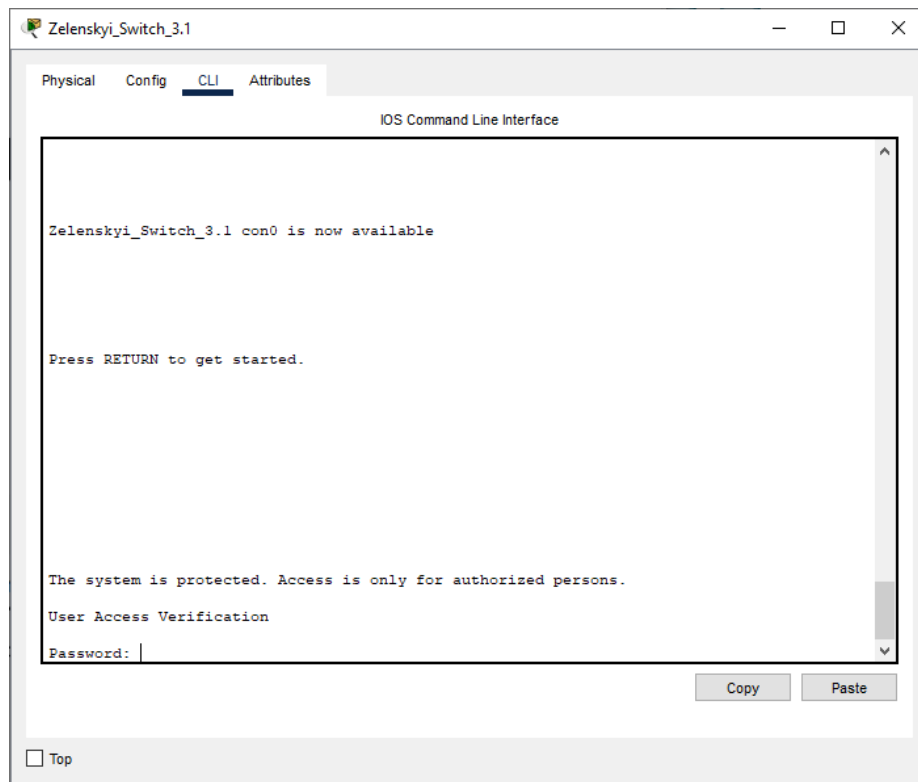 Zelenskyi_Switch_3.1
Physical Config CLI Attributes
IOS Command Line Interface
Zelenskyi_Switch_3.1 con0 is now available
Press RETURN to get started.
The system is protected. Access is only for authorized persons.
User Access Verification
Password:
Copy Paste
Top